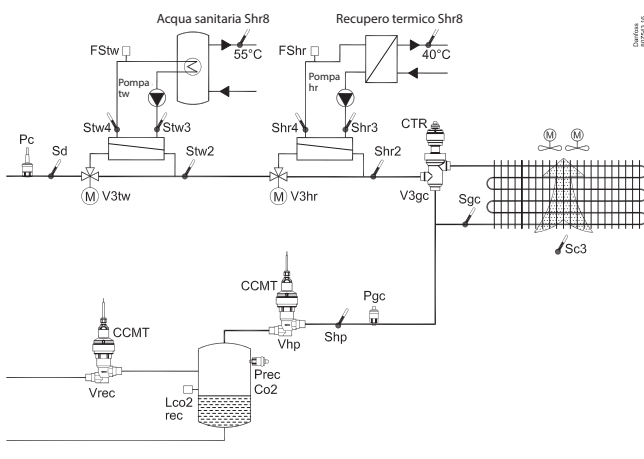 Acqua sanitaria Shr8
Recupero termico Shr8
Danfoss
FStw
55°C
FShr
40°C
Pompa
tw
Pompa
hr
Pc
Sd
Stw4
Stw3
Stw2
Shr4
Shr3
Shr2
CTR
M
M
M
V3tw
M
V3hr
V3gc
Sgc
Sc3
CCMT
Pgc
Vhp
Shp
CCMT
Vrec
Prec
Co2
Lco2
rec